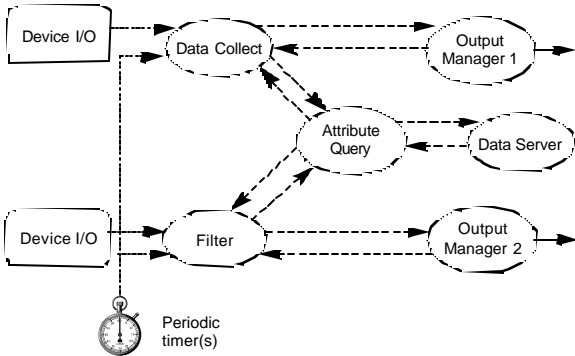 Device I/O
Data Collect
Output
Manager 1
Attribute
Query
Data Server
Device I/O
Filter
Output
Manager 2
Periodic
timer(s)